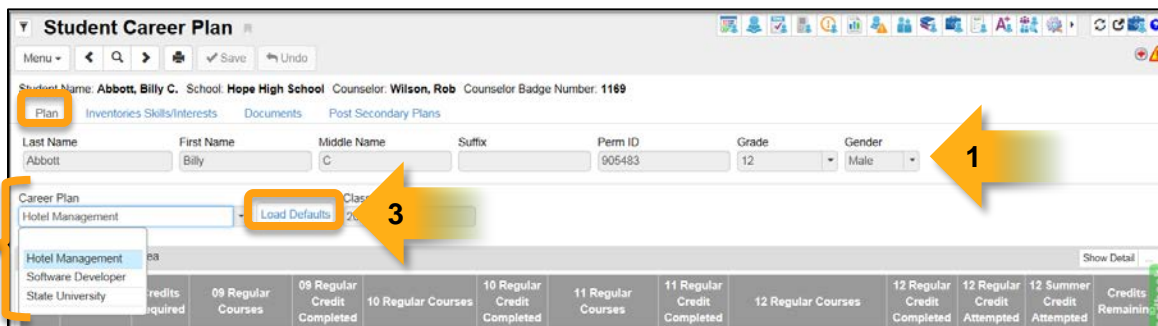 Student Career Plan
Menu Save Undo
Student Name: Abbott, Billy C. School: Hope High School Counselor: Wilson, Rob Counselor Badge Number: 1169
Plan Inventories Skills/Interests Documents Post Secondary Plans
Last Name First Name Middle Name Suffix Perm ID Grade Gender
Abbott Billy C 905483 12 Male
1
Career Plan
Hotel Management Load Defaults
3
Hotel Management
Software Developer
State University
Show Detail
09 Regular Courses
09 Regular Credit Completed
10 Regular Courses
10 Regular Credit Completed
11 Regular Courses
11 Regular Credit Completed
12 Regular Courses
12 Regular Credit Completed
12 Regular Credit Attempted
12 Summer Credit Attempted
Credits